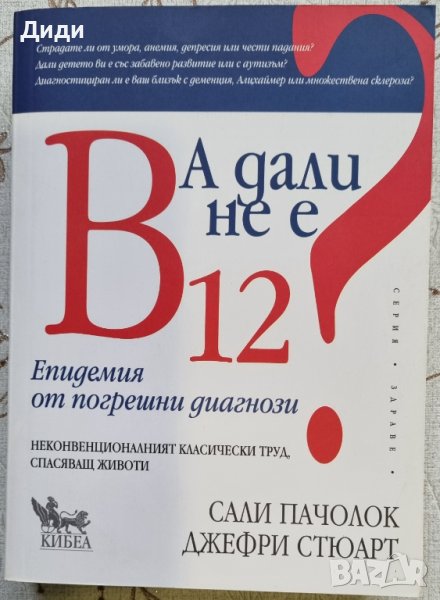 Диди
Страдате ли от умора, анемия, депресия или чести падания?
Дали детето ви е със забавено развитие или с аутизъм?
Диагностициран ли е ваш близък с деменция, Алцхаймер или множествена склероза?
А дали
не е
B12
?
СЕРИЯ • ЗДРАВЕ •
Епидемия
от погрешни диагнози
НЕКОНВЕНЦИОНАЛНИЯТ КЛАСИЧЕСКИ ТРУД,
СПАСЯВАЩ ЖИВОТИ
САЛИ ПАЧОЛОК
ДЖЕФРИ СТЮАРТ
КИБЕА
BAZAR